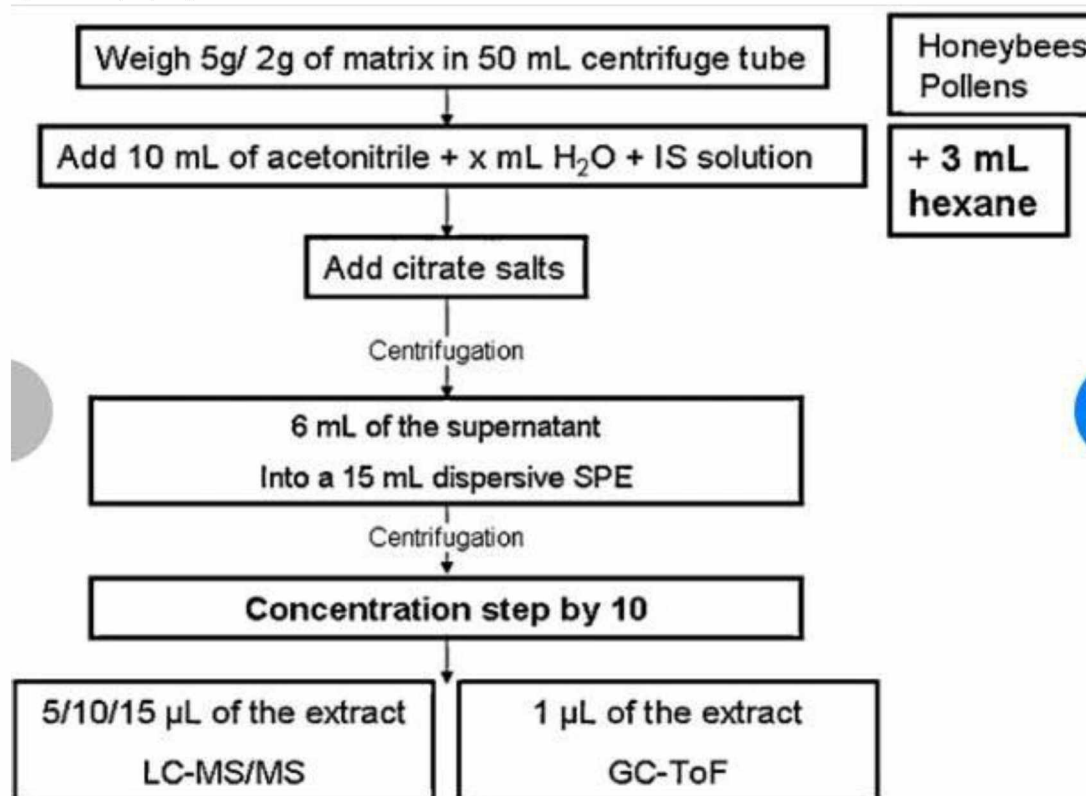 Weigh 5g/ 2g of matrix in 50 mL centrifuge tube
Honeybees
Pollens
Add 10 mL of acetonitrile + x mL H₂O + IS solution
+ 3 mL
hexane
Add citrate salts
Centrifugation
6 mL of the supernatant
Into a 15 mL dispersive SPE
Centrifugation
Concentration step by 10
5/10/15 µL of the extract
LC-MS/MS
1 µL of the extract
GC-ToF